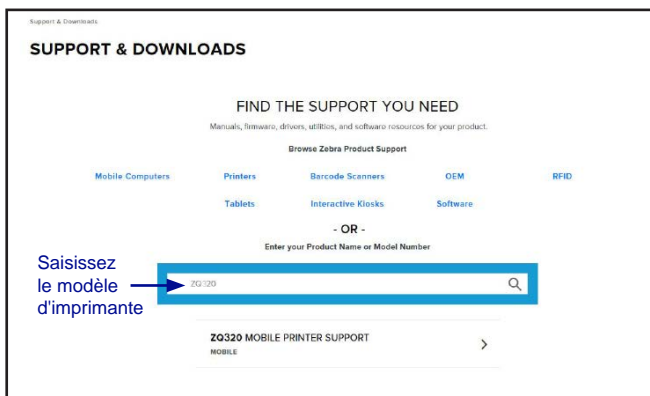 Support & Downloads
SUPPORT & DOWNLOADS
FIND THE SUPPORT YOU NEED
Manuals, firmware, drivers, utilities, and software resources for your product.
Browse Zebra Product Support
Mobile Computers Printers Barcode Scanners OEM RFID
Tablets Interactive Kiosks Software
- OR -
Enter your Product Name or Model Number
Saisissez
le modèle
d'imprimante
ZQ320
ZQ320 MOBILE PRINTER SUPPORT
MOBILE